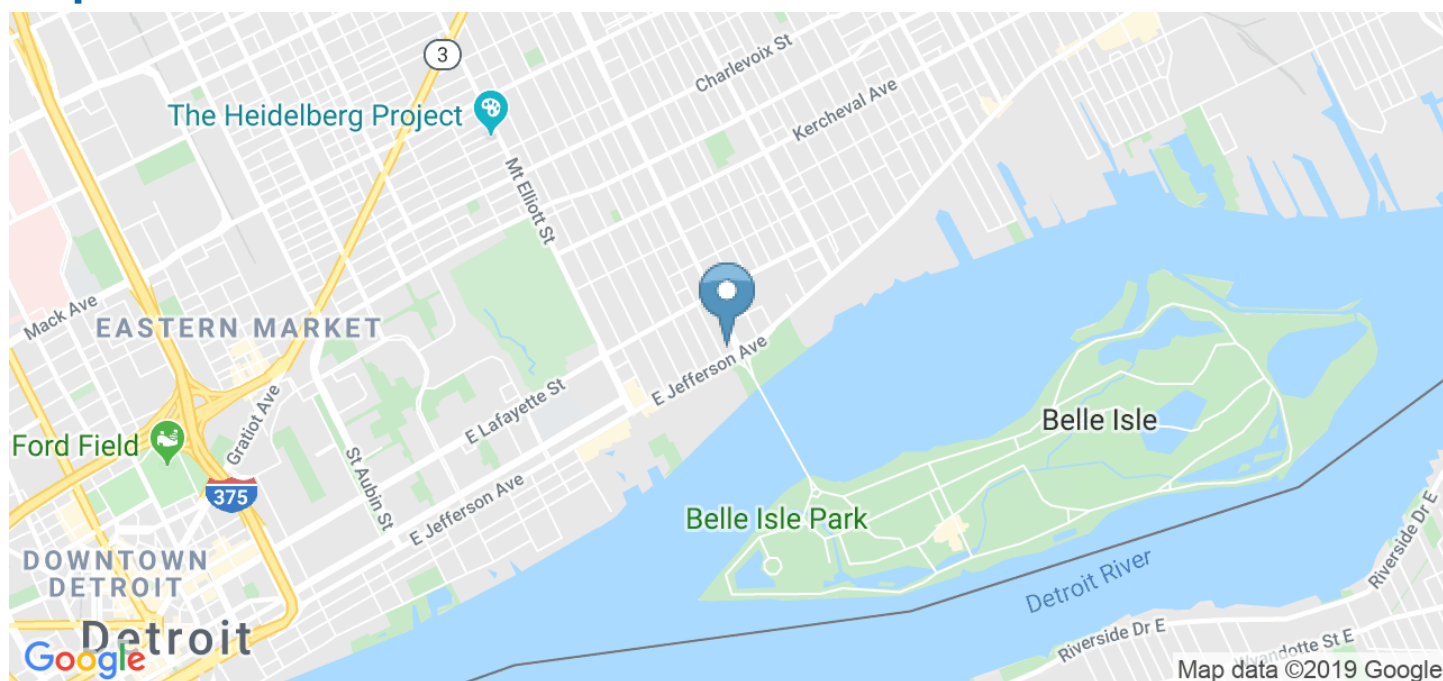 3
Charlevoix St
The Heidelberg Project
Kercheval Ave
Mt Elliott St
Mack Ave
EASTERN MARKET
E Jefferson Ave
E Lafayette St
Belle Isle
Ford Field
Gratiot Ave
St Aubin St
375
E Jefferson Ave
Belle Isle Park
DOWNTOWN
DETROIT
Detroit River
Riverside Dr E
Detroit
Riverside Dr E
Wyandotte St E
Google
Map data ©2019 Google